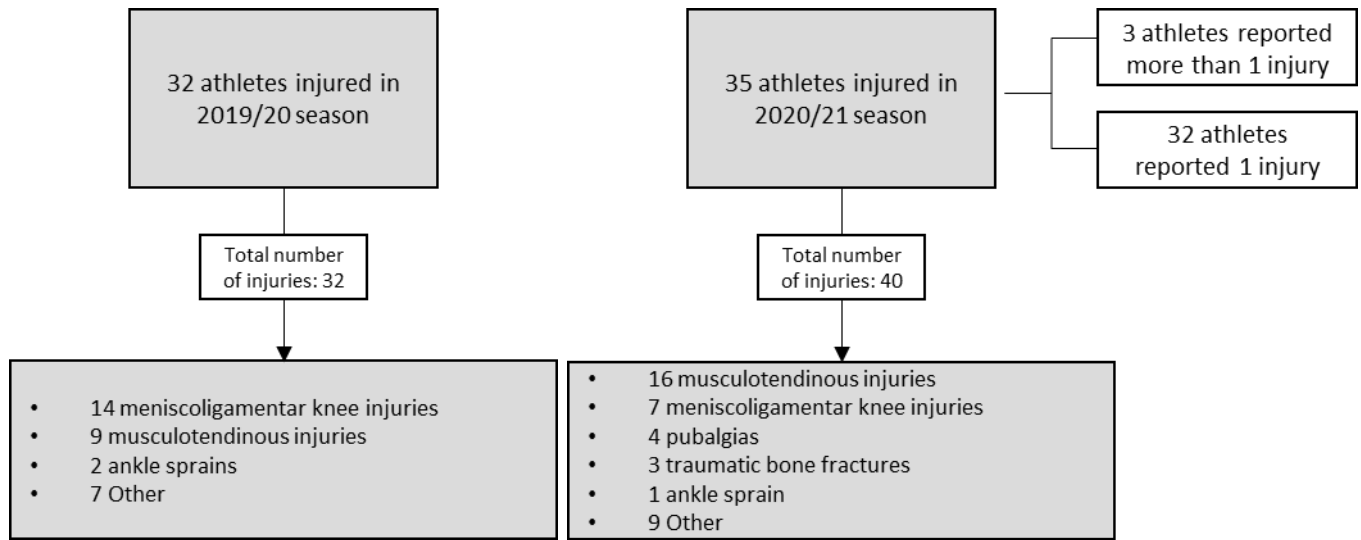 32 athletes injured in
2019/20 season
Total number
of injuries: 32
• 14 meniscoligamentar knee injuries
• 9 musculotendinous injuries
• 2 ankle sprains
• 7 Other
35 athletes injured in
2020/21 season
3 athletes reported
more than 1 injury
32 athletes
reported 1 injury
Total number
of injuries: 40
• 16 musculotendinous injuries
• 7 meniscoligamentar knee injuries
• 4 pubalgias
• 3 traumatic bone fractures
• 1 ankle sprain
• 9 Other